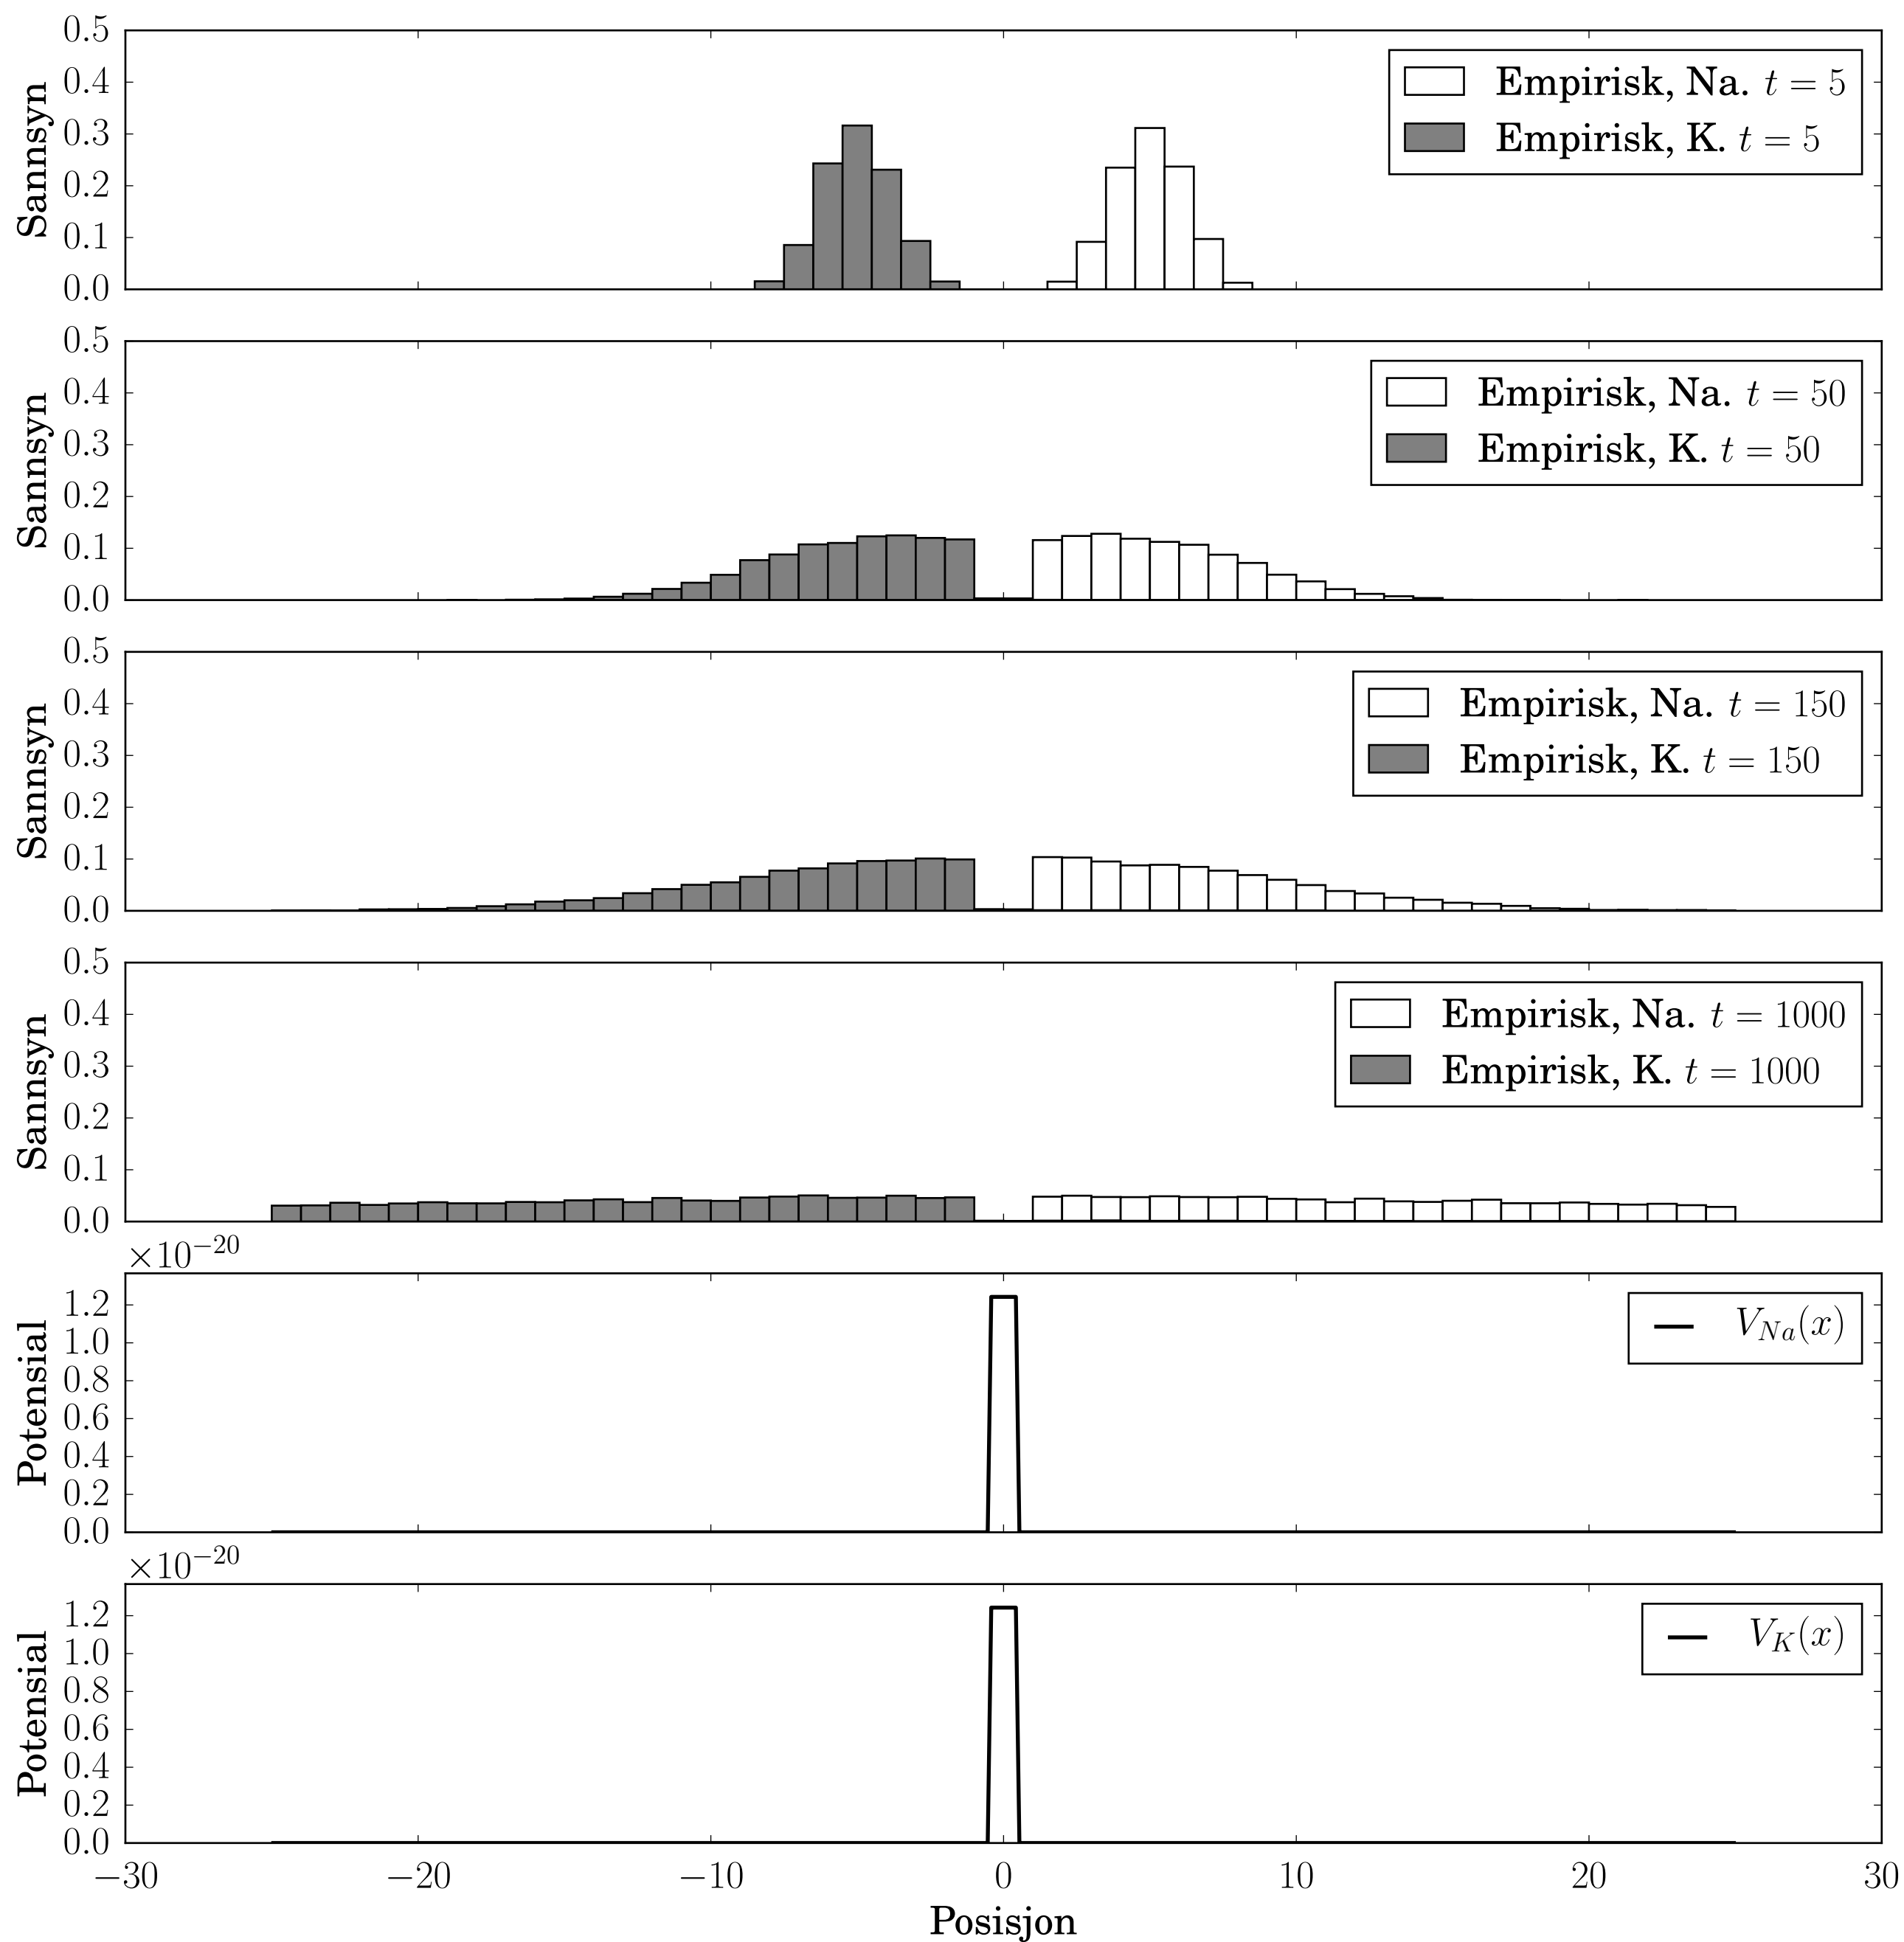 0.5
0.4
0.3
0.2
0.1
0.0
Sannsyn
Empirisk, Na. t = 5
Empirisk, K. t = 5
0.5
0.4
0.3
0.2
0.1
0.0
Sannsyn
Empirisk, Na. t = 50
Empirisk, K. t = 50
0.5
0.4
0.3
0.2
0.1
0.0
Sannsyn
Empirisk, Na. t = 150
Empirisk, K. t = 150
0.5
0.4
0.3
0.2
0.1
0.0
Sannsyn
Empirisk, Na. t = 1000
Empirisk, K. t = 1000
×10⁻²⁰
1.2
1.0
0.8
0.6
0.4
0.2
0.0
Potensial
V_{Na}(x)
×10⁻²⁰
1.2
1.0
0.8
0.6
0.4
0.2
0.0
Potensial
V_K(x)
−30 −20 −10 0 10 20 30
Posisjon